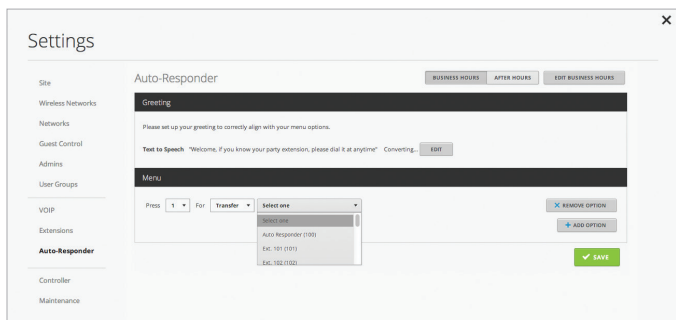 Settings
Site
Wireless Networks
Networks
Guest Control
Admins
User Groups
VOIP
Extensions
Auto-Responder
Controller
Maintenance
Auto-Responder
BUSINESS HOURS AFTER HOURS EDIT BUSINESS HOURS
Greeting
Please set up your greeting to correctly align with your menu options.
Text to Speech "Welcome, if you know your party extension, please dial it at anytime" Converting... EDIT
Menu
Press 1 For Transfer Select one REMOVE OPTION
Select one
Auto Responder (100)
Ext. 101 (101)
Ext. 102 (102)
ADD OPTION
SAVE